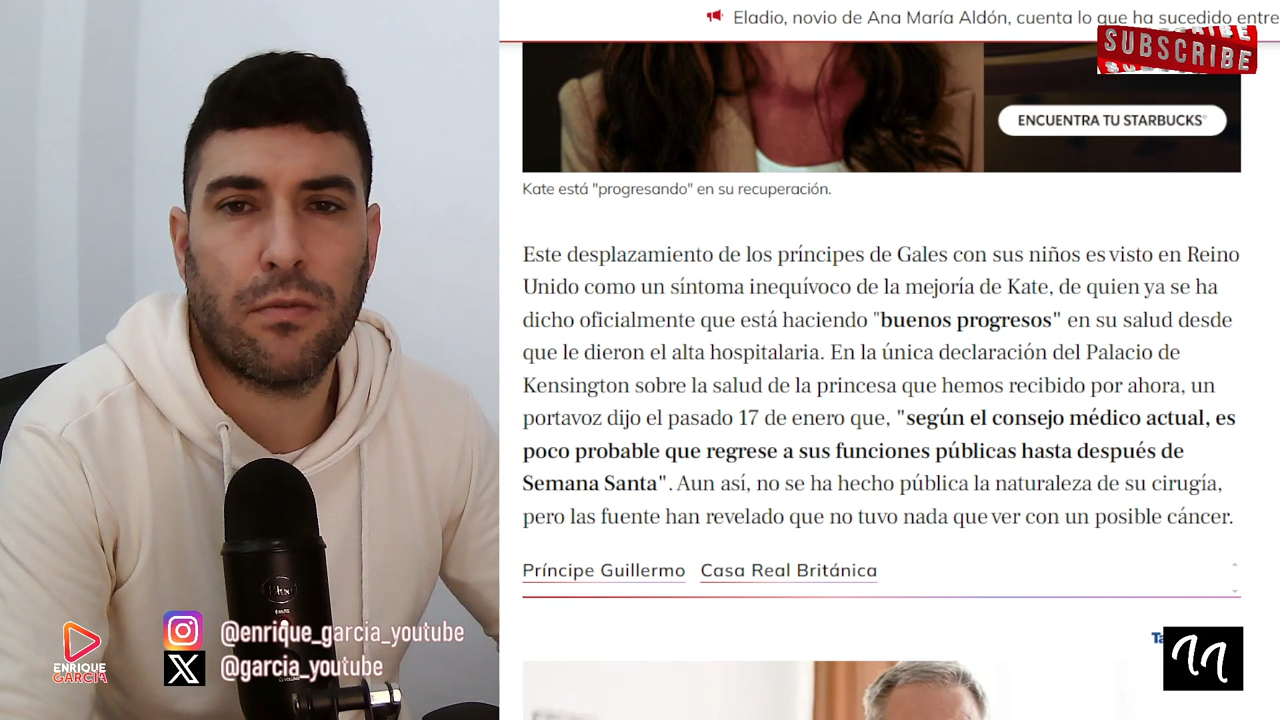 Eladio, novio de Ana María Aldón, cuenta lo que ha sucedido entre
SUBSCRIBE
ENCUENTRA TU STARBUCKS®
Kate está "progresando" en su recuperación.
Este desplazamiento de los príncipes de Gales con sus niños es visto en Reino
Unido como un síntoma inequívoco de la mejoría de Kate, de quien ya se ha
dicho oficialmente que está haciendo "buenos progresos" en su salud desde
que le dieron el alta hospitalaria. En la única declaración del Palacio de
Kensington sobre la salud de la princesa que hemos recibido por ahora, un
portavoz dijo el pasado 17 de enero que, "según el consejo médico actual, es
poco probable que regrese a sus funciones públicas hasta después de
Semana Santa". Aun así, no se ha hecho pública la naturaleza de su cirugía,
pero las fuente han revelado que no tuvo nada que ver con un posible cáncer.
Príncipe Guillermo Casa Real Británica
@enrique_garcia_youtube
@garcia_youtube
ENRIQUE
GARCIA